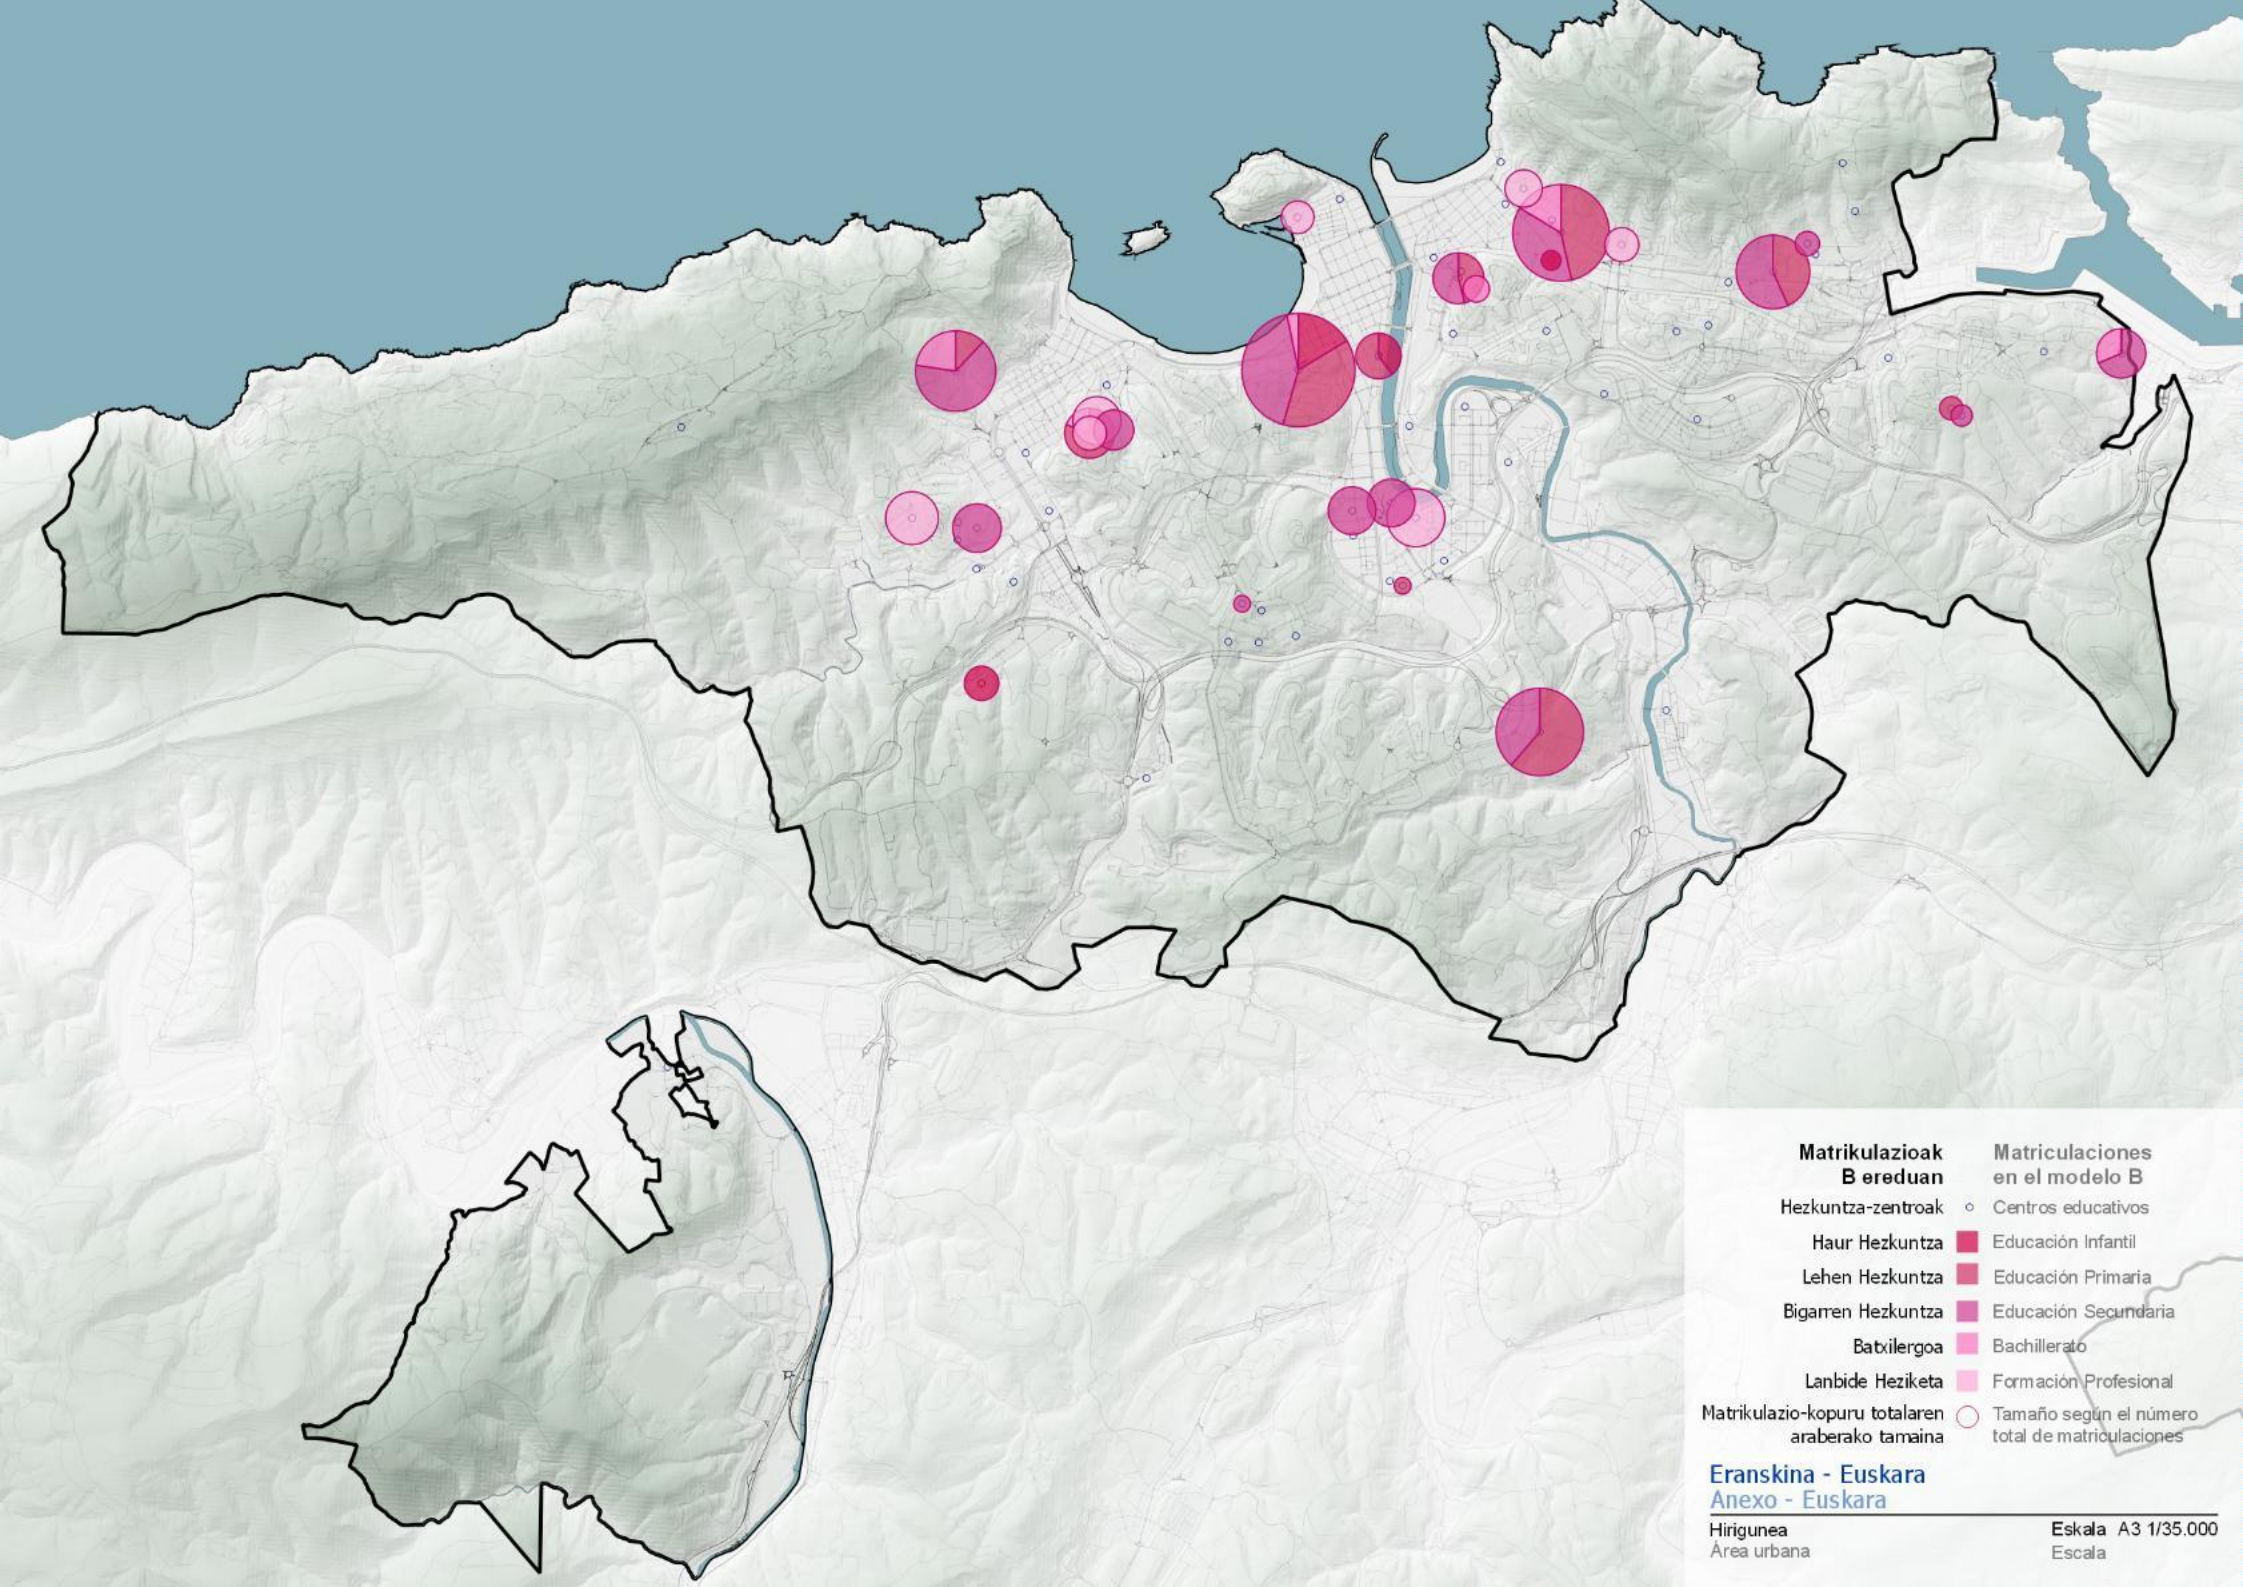 Matrikulazioak Matriculaciones
B ereduan en el modelo B
Hezkuntza-zentroak Centros educativos
Haur Hezkuntza Educación Infantil
Lehen Hezkuntza Educación Primaria
Bigarren Hezkuntza Educación Secundaria
Batxilergoa Bachillerato
Lanbide Heziketa Formación Profesional
Matrikulazio-kopuru totalaren Tamaño según el número
araberako tamaina total de matriculaciones
Eranskina - Euskara
Anexo - Euskara
Hirigunea Eskala A3 1/35.000
Área urbana Escala